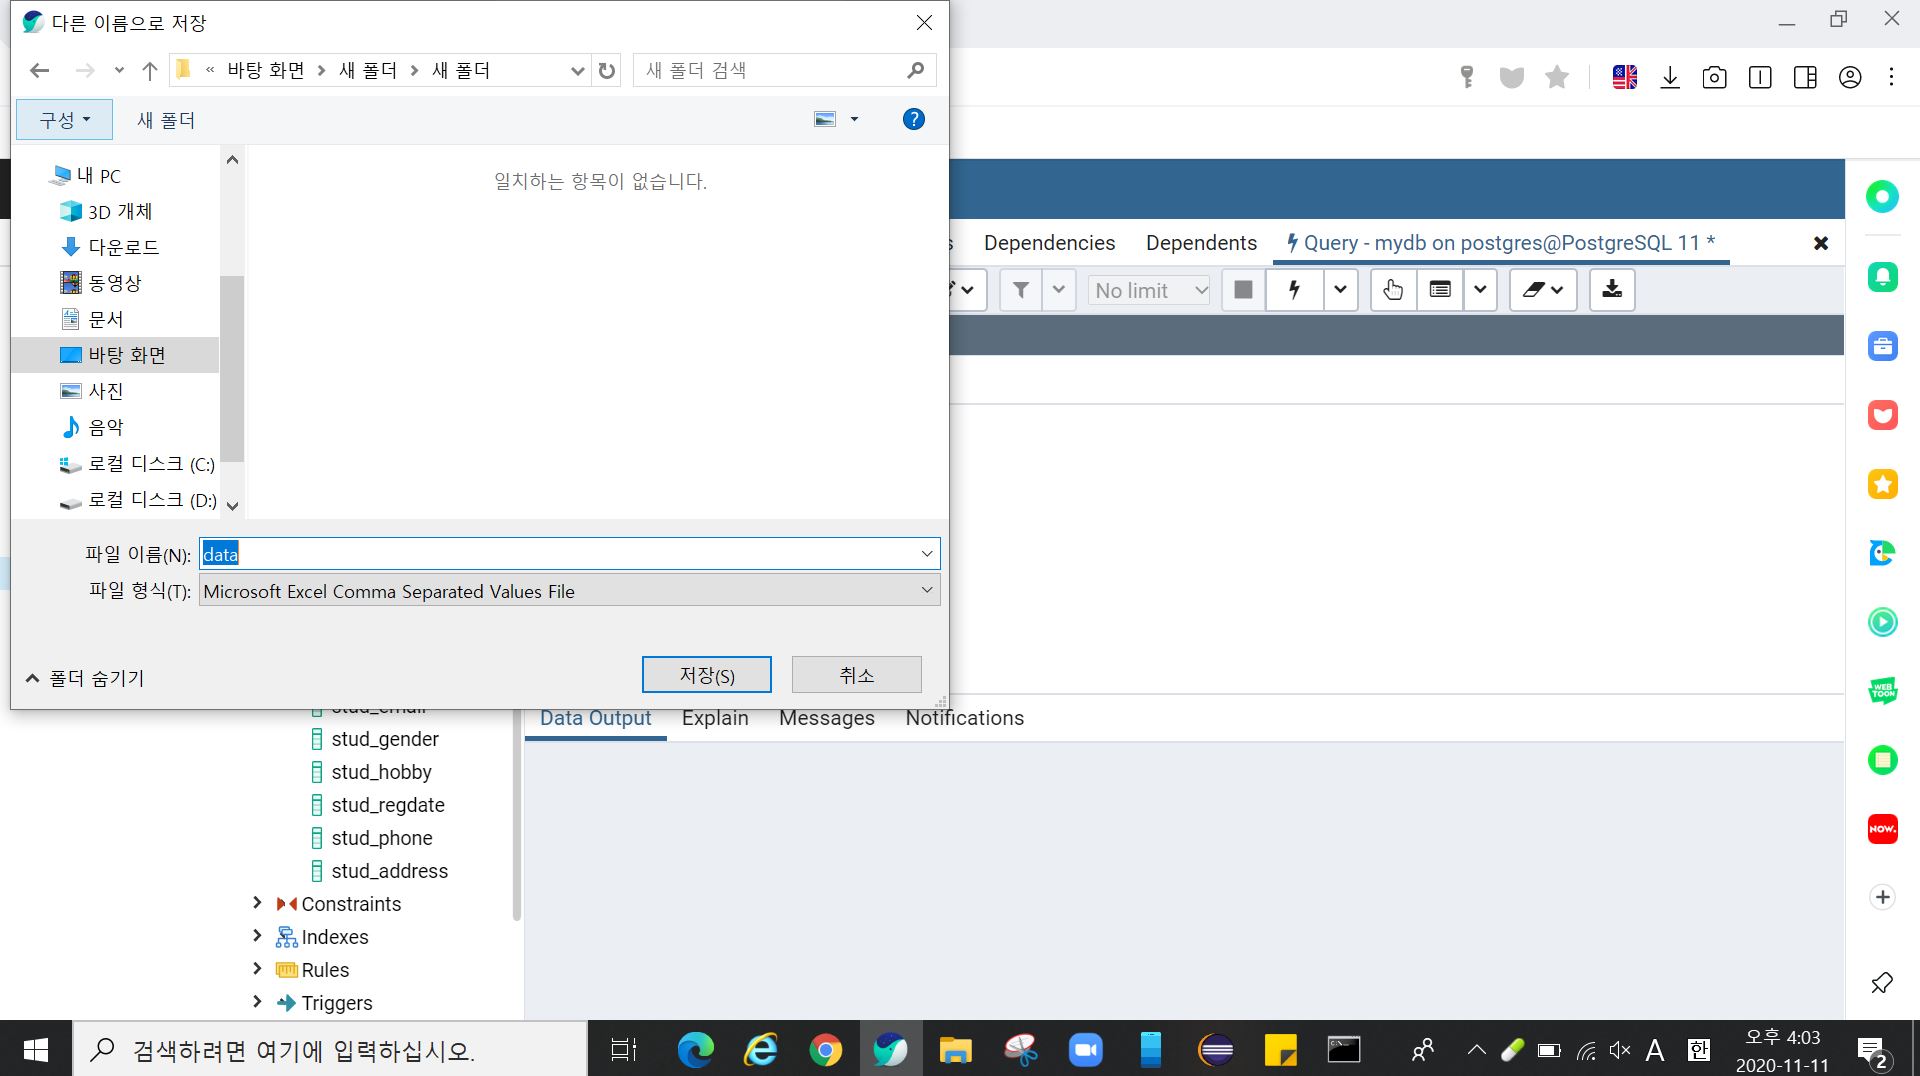 다른 이름으로 저장
« 바탕 화면 > 새 폴더 > 새 폴더
새 폴더 검색
구성
새 폴더
일치하는 항목이 없습니다.
내 PC
3D 개체
다운로드
동영상
문서
바탕 화면
사진
음악
로컬 디스크 (C:)
로컬 디스크 (D:)
파일 이름(N): data
파일 형식(T): Microsoft Excel Comma Separated Values File
폴더 숨기기
저장(S)
취소
Dependencies
Dependents
Query - mydb on postgres@PostgreSQL 11 *
No limit
Data Output
Explain
Messages
Notifications
stud_gender
stud_hobby
stud_regdate
stud_phone
stud_address
Constraints
Indexes
Rules
Triggers
WEB
TOON
NOW.
검색하려면 여기에 입력하십시오.
A
한
오후 4:03
2020-11-11
2